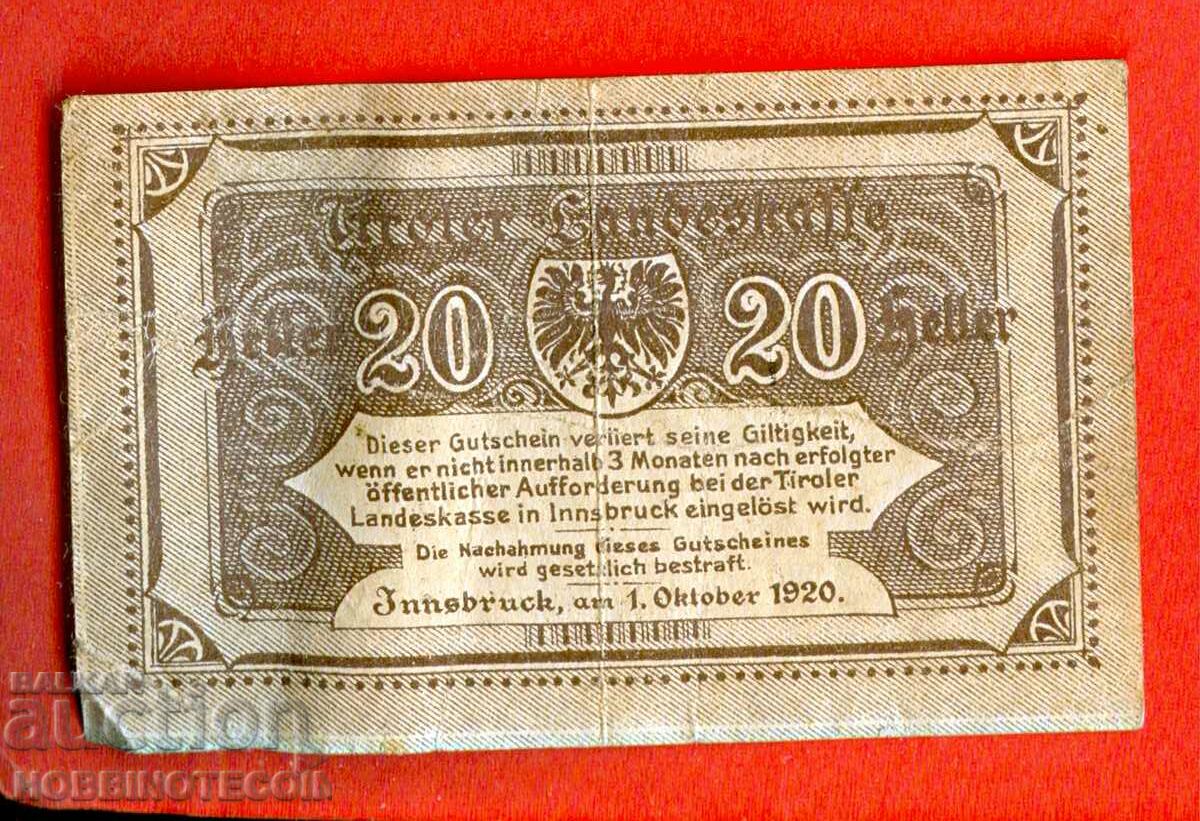 Tiroler Landeskasse
Heller 20 20 Heller
Dieser Gutschein verliert seine Giltigkeit,
wenn er nicht innerhalb 3 Monaten nach erfolgter
öffentlicher Aufforderung bei der Tiroler
Landeskasse in Innsbruck eingelöst wird.
Die Nachahmung dieses Gutscheines
wird gesetzlich bestraft.
Innsbruck, am 1. Oktober 1920.
BALKAN
auction
HOBBINOTECOIL